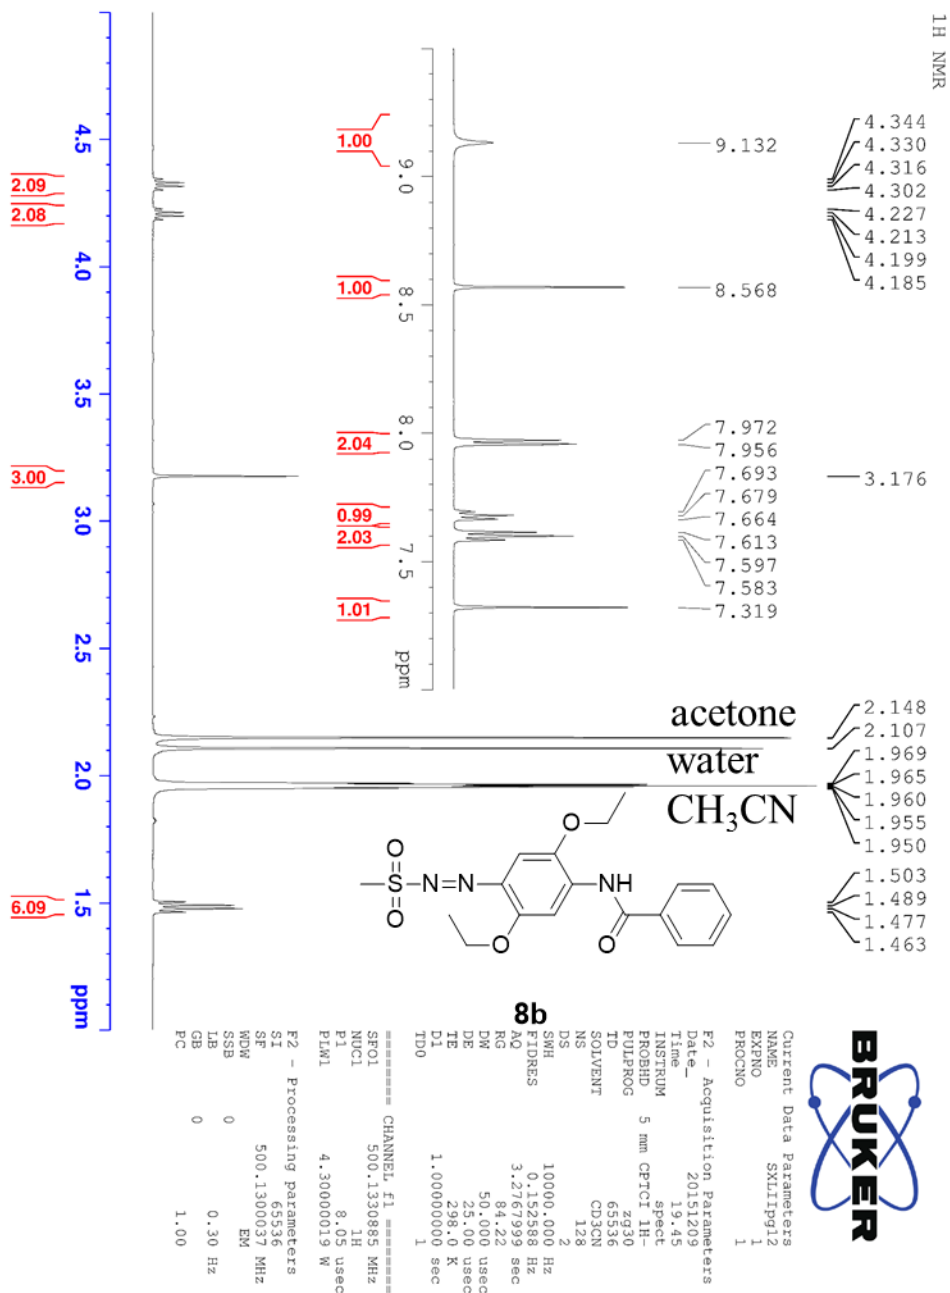 1H NMR
4.344
4.330
4.316
4.302
4.227
4.213
4.199
4.185
3.176
2.148
2.107
1.969
1.965
1.960
1.955
1.950
1.503
1.489
1.477
1.463
9.132
8.568
7.972
7.956
7.693
7.679
7.664
7.613
7.597
7.583
7.319
9.0 8.5 8.0 7.5 ppm
1.00
1.00
2.04
0.99
2.03
1.01
acetone
water
CH₃CN
O
O
S
O
N=N
O
NH
O
8b
4.5 4.0 3.5 3.0 2.5 2.0 1.5 ppm
2.09
2.08
3.00
6.09
BRUKER
Current Data Parameters
NAME SXLIIpg12
EXPNO 1
PROCNO 1
F2 - Acquisition Parameters
Date_ 20151209
Time 19.45
INSTRUM spect
PROBHD 5 mm CPTCI 1H-
PULPROG zg30
TD 65536
SOLVENT CD3CN
NS 128
DS 2
SWH 10000.000 Hz
FIDRES 0.152588 Hz
AQ 3.2767999 sec
RG 84.22
DW 50.000 usec
DE 25.00 usec
TE 298.0 K
D1 1.00000000 sec
TD0 1
======== CHANNEL f1 ========
SFO1 500.1330885 MHz
NUC1 1H
P1 8.05 usec
PLW1 4.30000019 W
F2 - Processing parameters
SI 65536
SF 500.1300037 MHz
WDW EM
SSB 0
LB 0.30 Hz
GB 0
PC 1.00